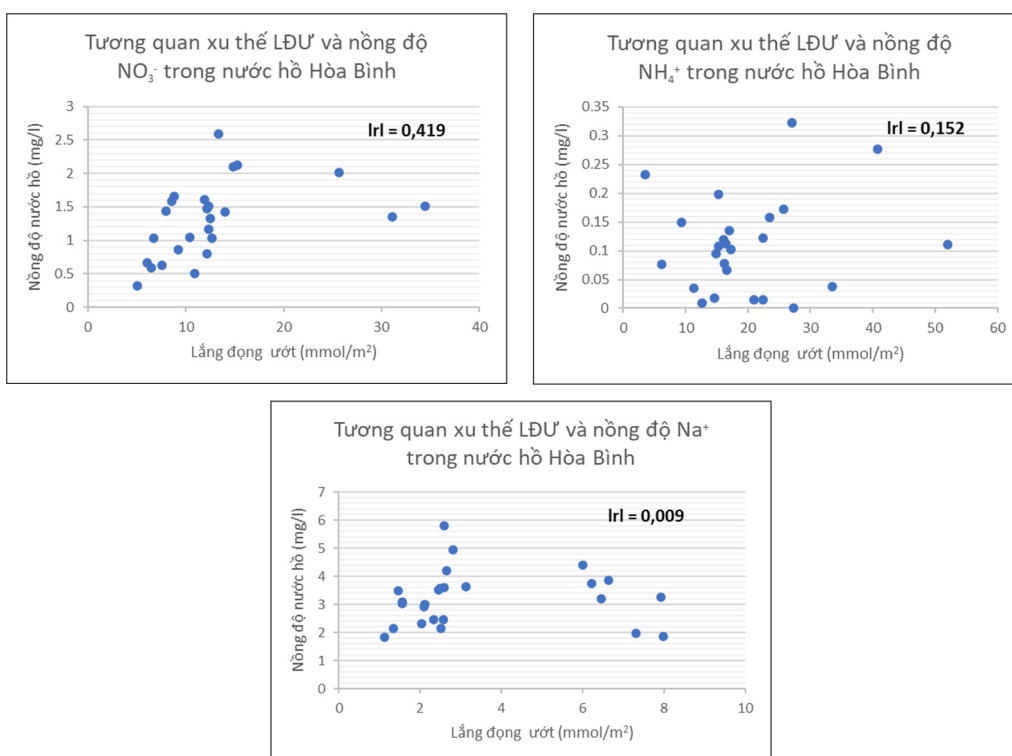 Tương quan xu thế LĐƯ và nồng độ
NO₃⁻ trong nước hồ Hòa Bình
lrl = 0,419
Nồng độ nước hồ (mg/l)
3
2.5
2
1.5
1
0.5
0
0 10 20 30 40
Lắng đọng ướt (mmol/m²)
Tương quan xu thế LĐƯ và nồng độ
NH₄⁺ trong nước hồ Hòa Bình
lrl = 0,152
Nồng độ nước hồ (mg/l)
0.35
0.3
0.25
0.2
0.15
0.1
0.05
0
0 10 20 30 40 50 60
Lắng đọng ướt (mmol/m²)
Tương quan xu thế LĐƯ và nồng độ Na⁺
trong nước hồ Hòa Bình
lrl = 0,009
Nồng độ nước hồ (mg/l)
7
6
5
4
3
2
1
0
0 2 4 6 8 10
Lắng đọng ướt (mmol/m²)